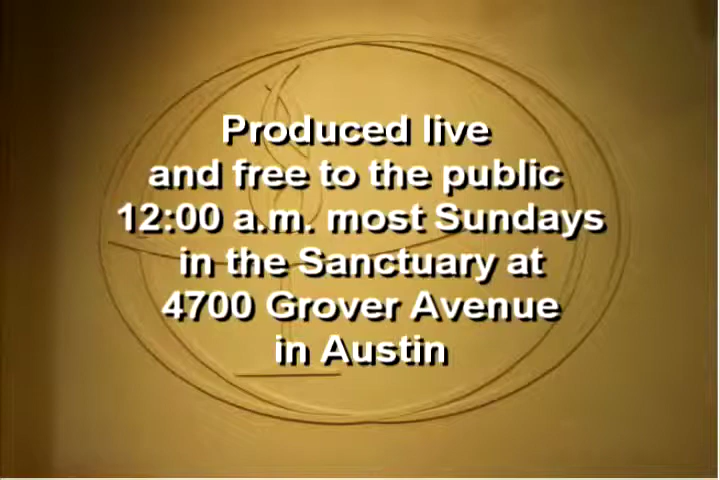 Produced live
and free to the public
12:00 a.m. most Sundays
in the Sanctuary at
4700 Grover Avenue
in Austin